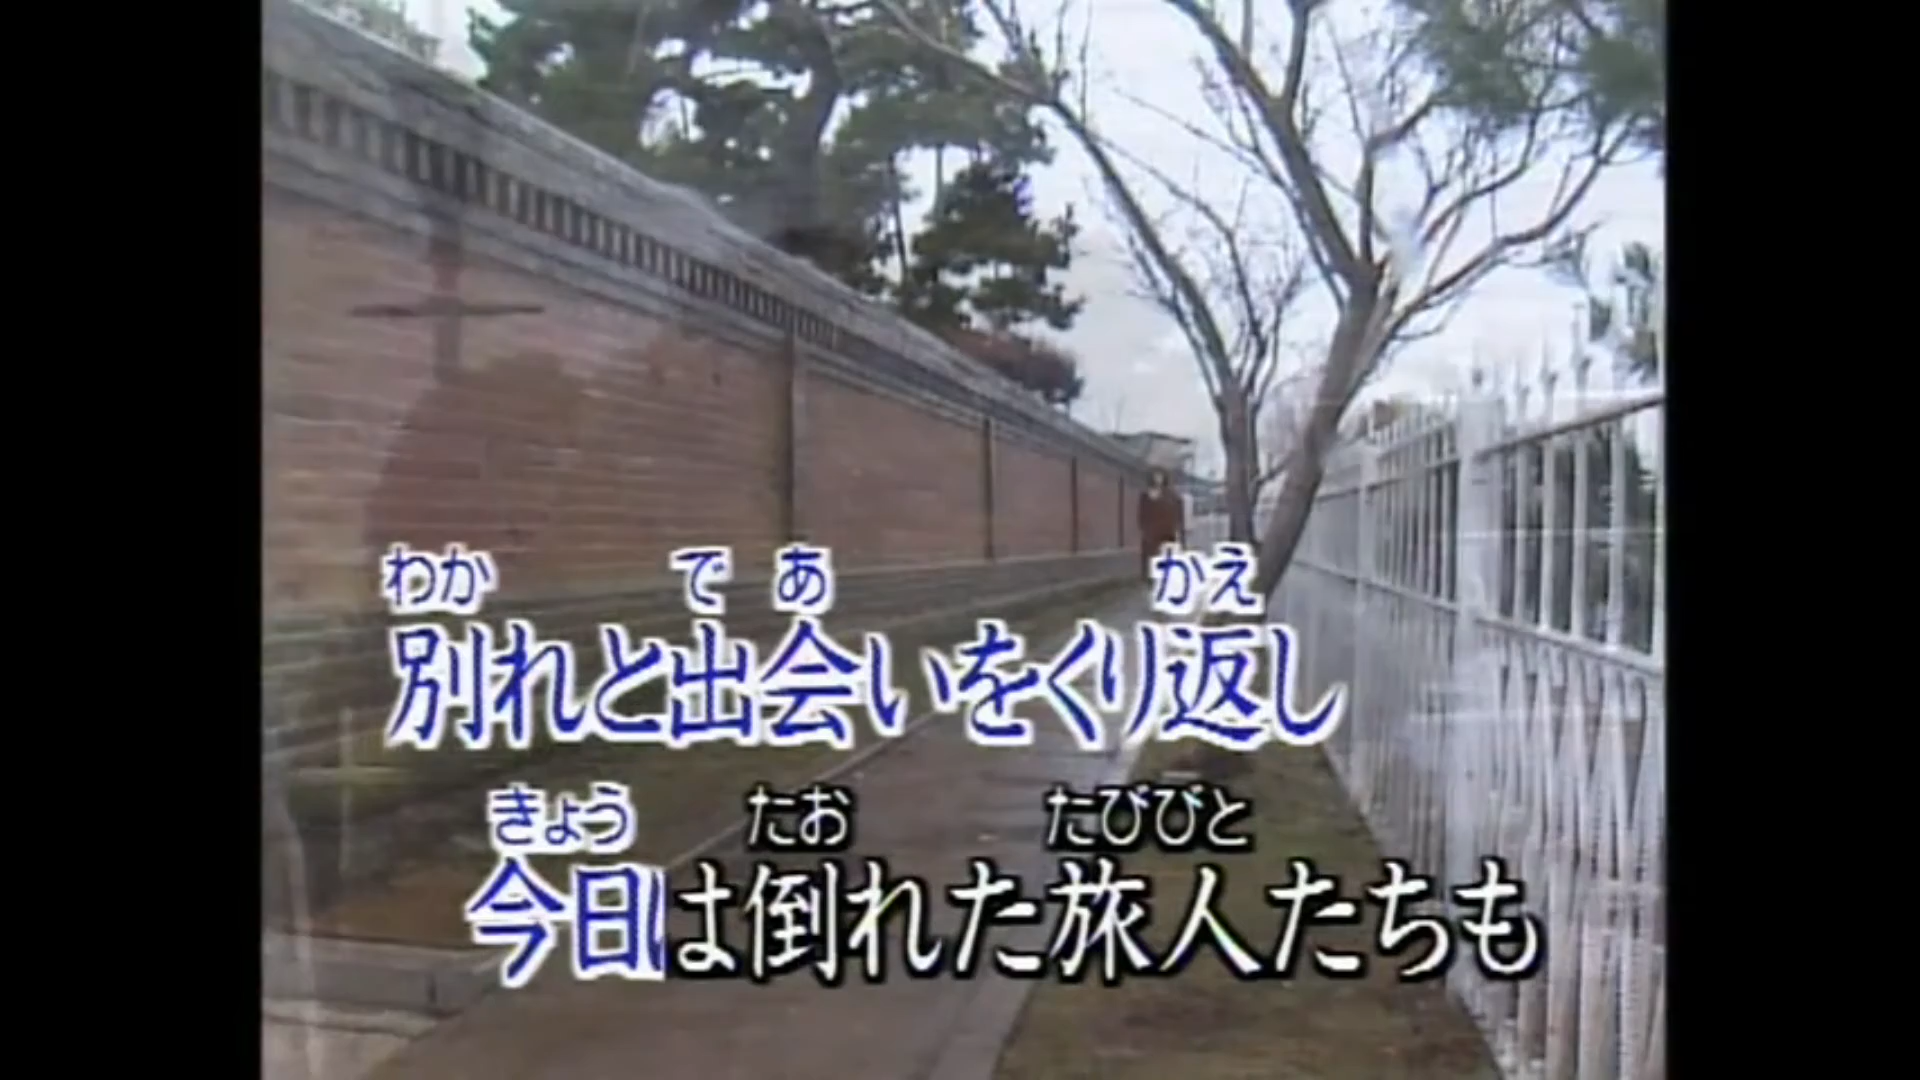 わか で あ かえ
別れと出会いをくり返し
きょう たお たびびと
今日は倒れた旅人たちも